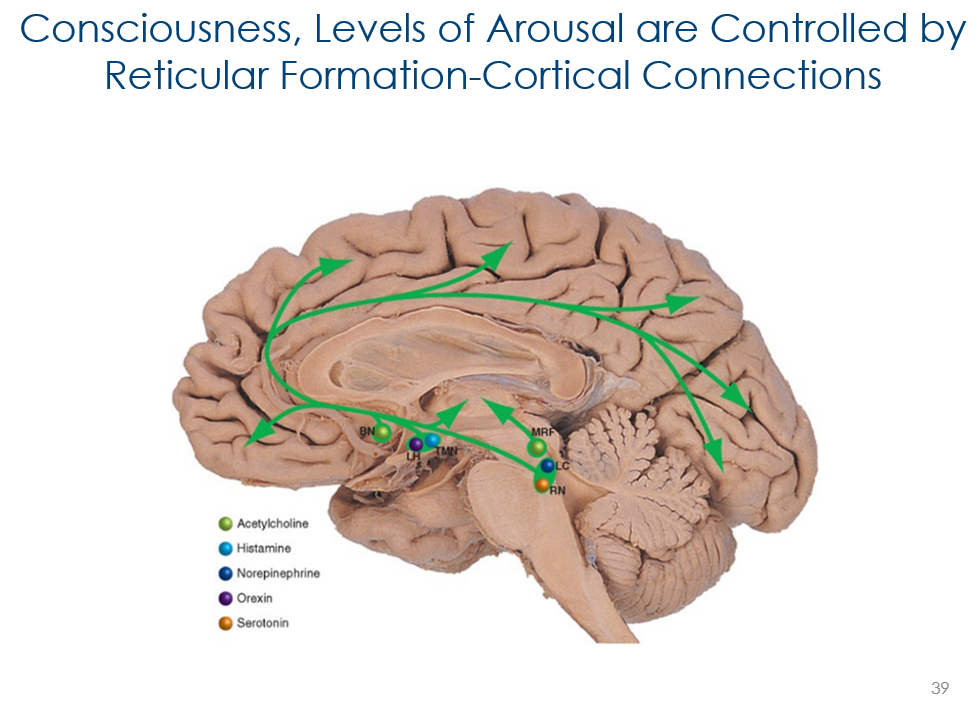 Consciousness, Levels of Arousal are Controlled by
Reticular Formation-Cortical Connections
BN
LH
TMN
MRF
LC
RN
Acetylcholine
Histamine
Norepinephrine
Orexin
Serotonin
39